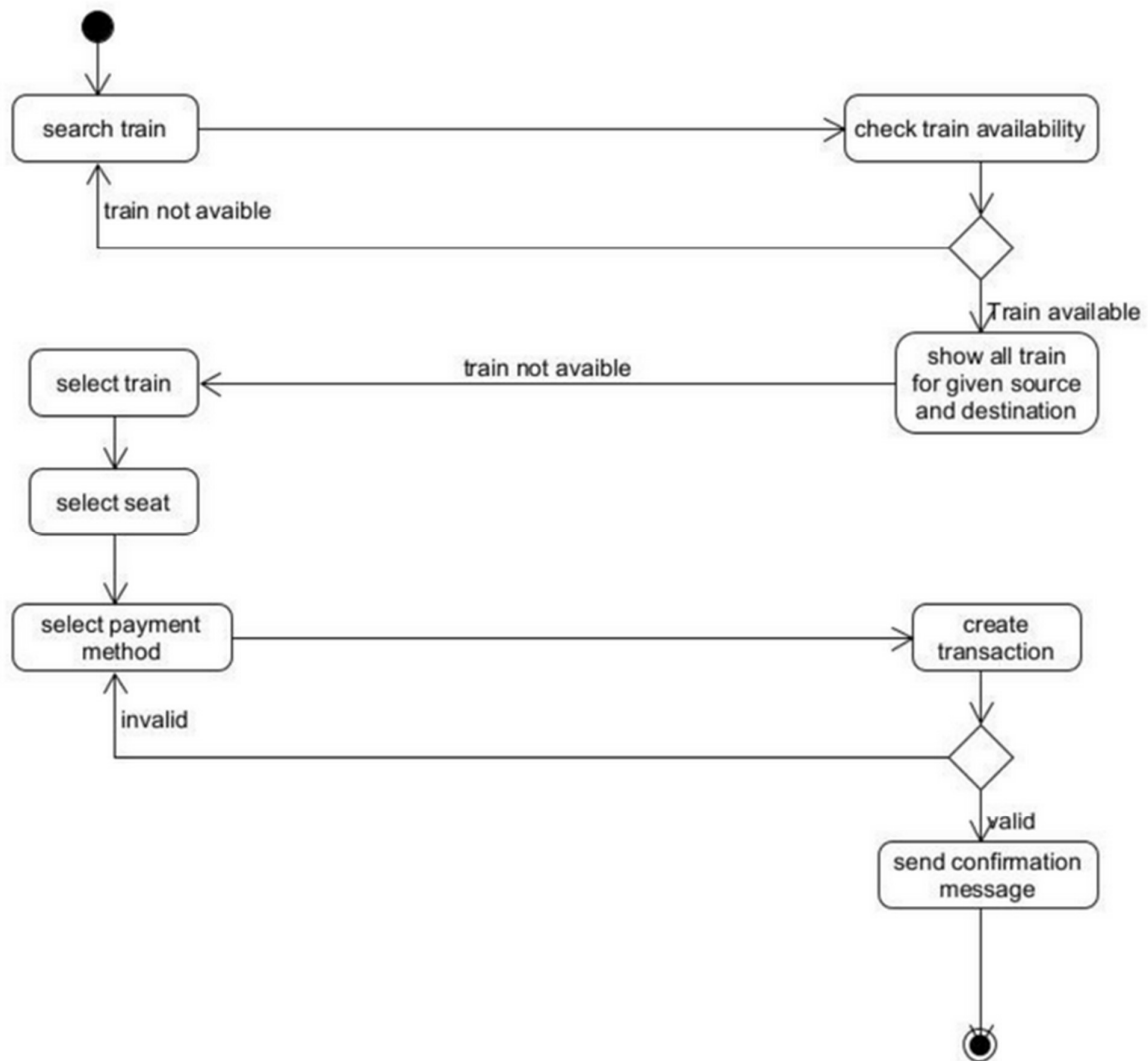 search train
check train availability
train not avaible
Train available
show all train
for given source
and destination
train not avaible
select train
select seat
select payment
method
create
transaction
invalid
valid
send confirmation
message